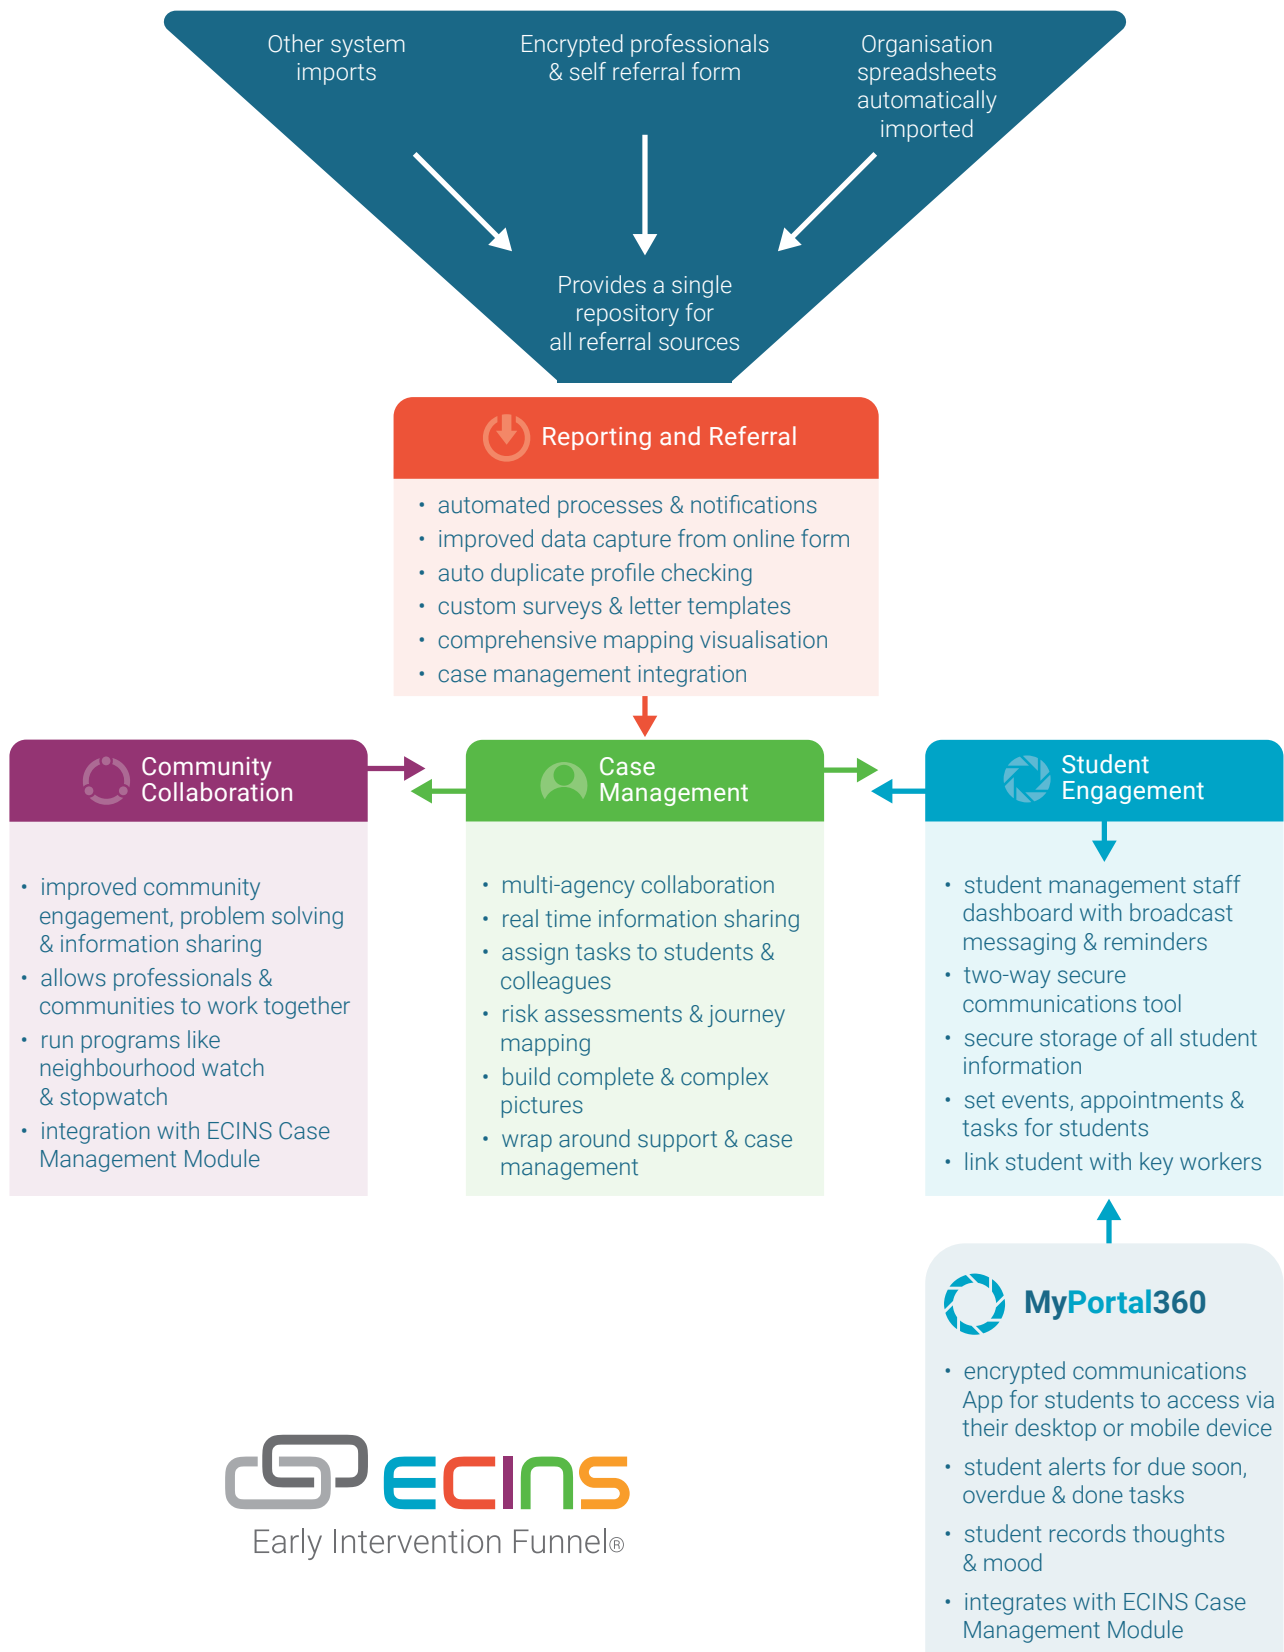 Other system
imports
Encrypted professionals
& self referral form
Organisation
spreadsheets
automatically
imported
Provides a single
repository for
all referral sources
Reporting and Referral
• automated processes & notifications
• improved data capture from online form
• auto duplicate profile checking
• custom surveys & letter templates
• comprehensive mapping visualisation
• case management integration
Community
Collaboration
• improved community
engagement, problem solving
& information sharing
• allows professionals &
communities to work together
• run programs like
neighbourhood watch
& stopwatch
• integration with ECINS Case
Management Module
Case
Management
• multi-agency collaboration
• real time information sharing
• assign tasks to students &
colleagues
• risk assessments & journey
mapping
• build complete & complex
pictures
• wrap around support & case
management
Student
Engagement
• student management staff
dashboard with broadcast
messaging & reminders
• two-way secure
communications tool
• secure storage of all student
information
• set events, appointments &
tasks for students
• link student with key workers
MyPortal360
• encrypted communications
App for students to access via
their desktop or mobile device
• student alerts for due soon,
overdue & done tasks
• student records thoughts
& mood
• integrates with ECINS Case
Management Module
ECINS
Early Intervention Funnel®